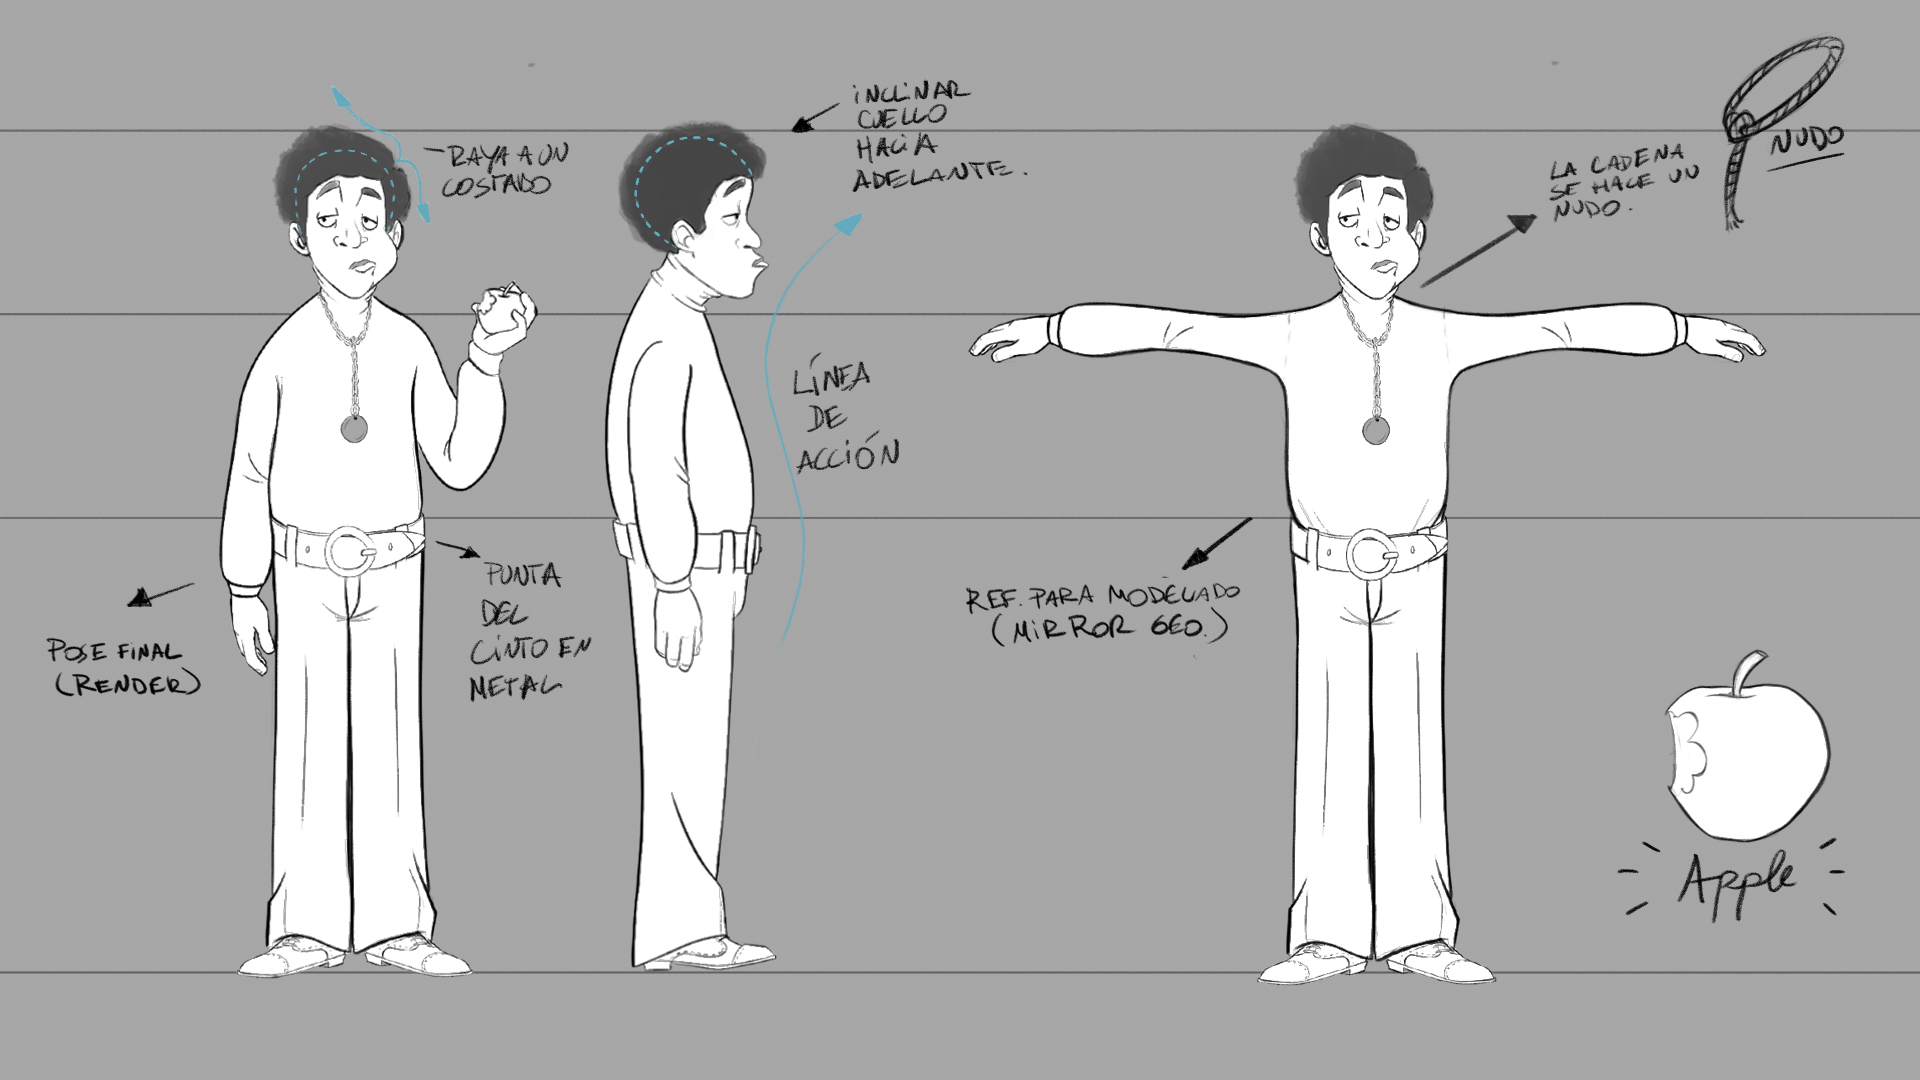 RAYA A UN
COSTADO
INCLINAR
CUELLO
HACIA
ADELANTE.
LÍNEA
DE
ACCIÓN
LA CADENA
SE HACE UN
NUDO.
NUDO
POSE FINAL
(RENDER)
PUNTA
DEL
CINTO EN
METAL
REF. PARA MODELADO
(MIRROR GEO.)
Apple